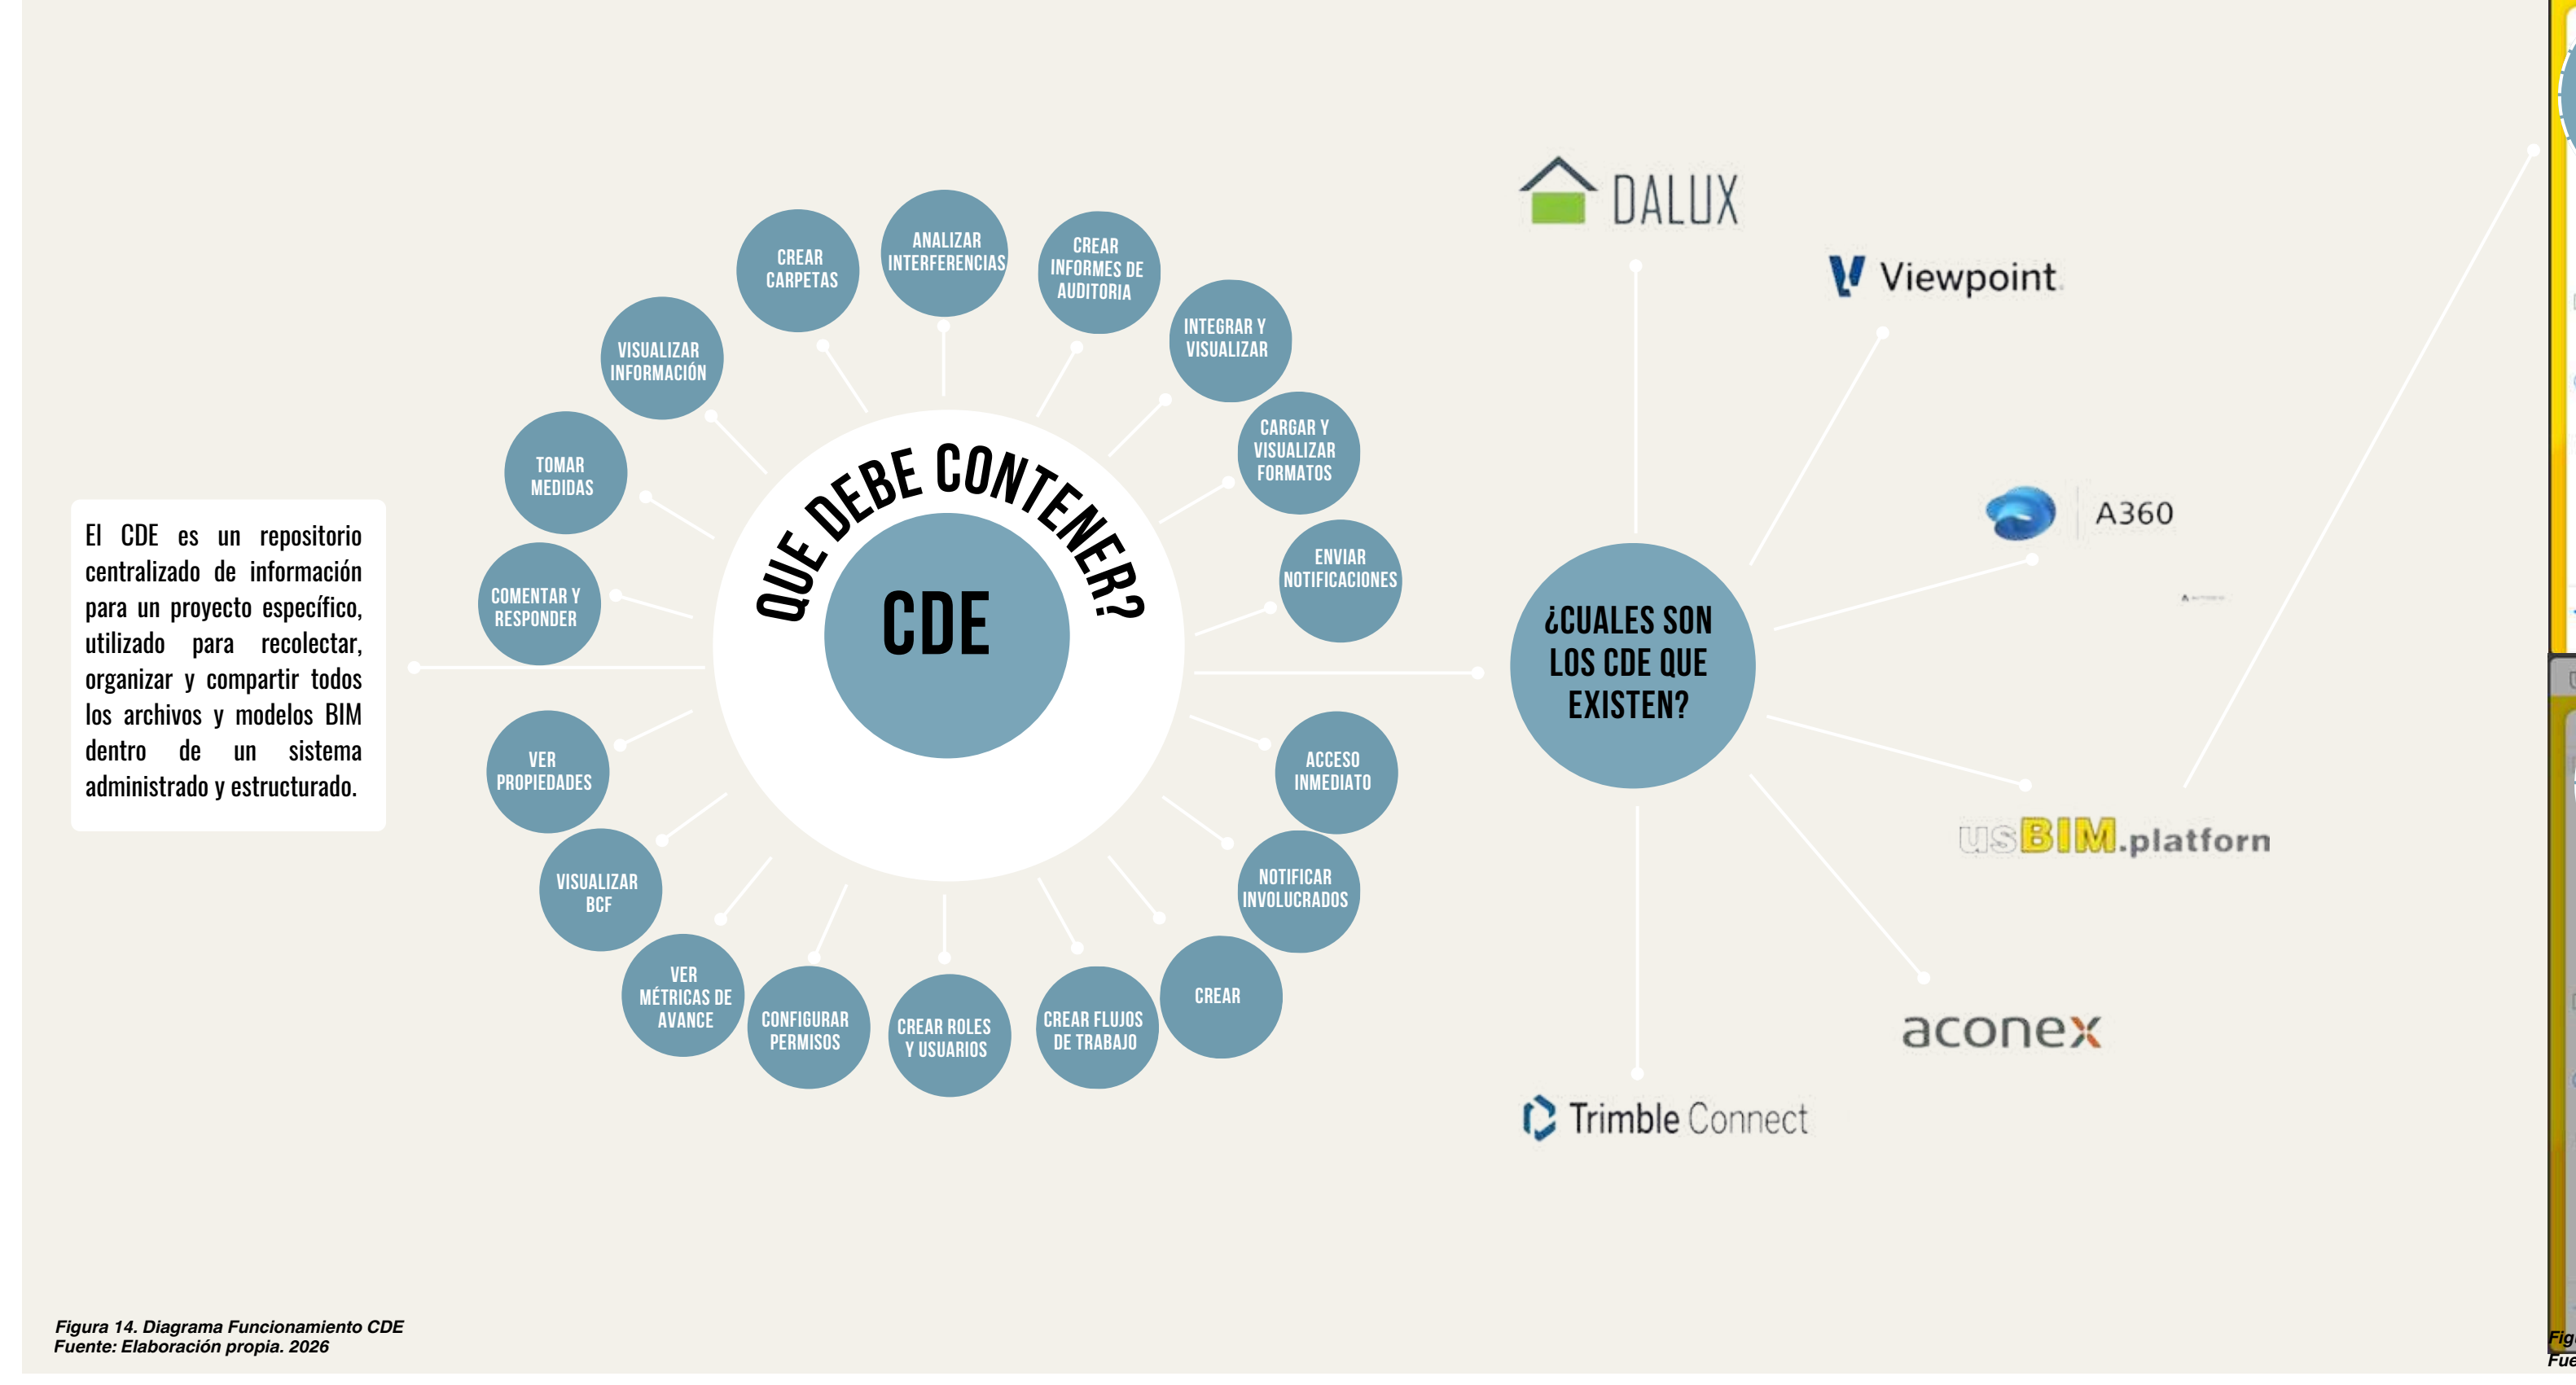 El CDE es un repositorio
centralizado de información
para un proyecto específico,
utilizado para recolectar,
organizar y compartir todos
los archivos y modelos BIM
dentro de un sistema
administrado y estructurado.
QUE DEBE CONTENER?
CDE
ANALIZAR
INTERFERENCIAS
CREAR
INFORMES DE
AUDITORIA
INTEGRAR Y
VISUALIZAR
CARGAR Y
VISUALIZAR
FORMATOS
ENVIAR
NOTIFICACIONES
ACCESO
INMEDIATO
NOTIFICAR
INVOLUCRADOS
CREAR
CREAR FLUJOS
DE TRABAJO
CREAR ROLES
Y USUARIOS
CONFIGURAR
PERMISOS
VER
MÉTRICAS DE
AVANCE
VISUALIZAR
BCF
VER
PROPIEDADES
COMENTAR Y
RESPONDER
TOMAR
MEDIDAS
VISUALIZAR
INFORMACIÓN
CREAR
CARPETAS
¿CUALES SON
LOS CDE QUE
EXISTEN?
DALUX
Viewpoint.
A360
usBIM.platforn
aconex
Trimble Connect
Figura 14. Diagrama Funcionamiento CDE
Fuente: Elaboración propia. 2026
Fig
Fue